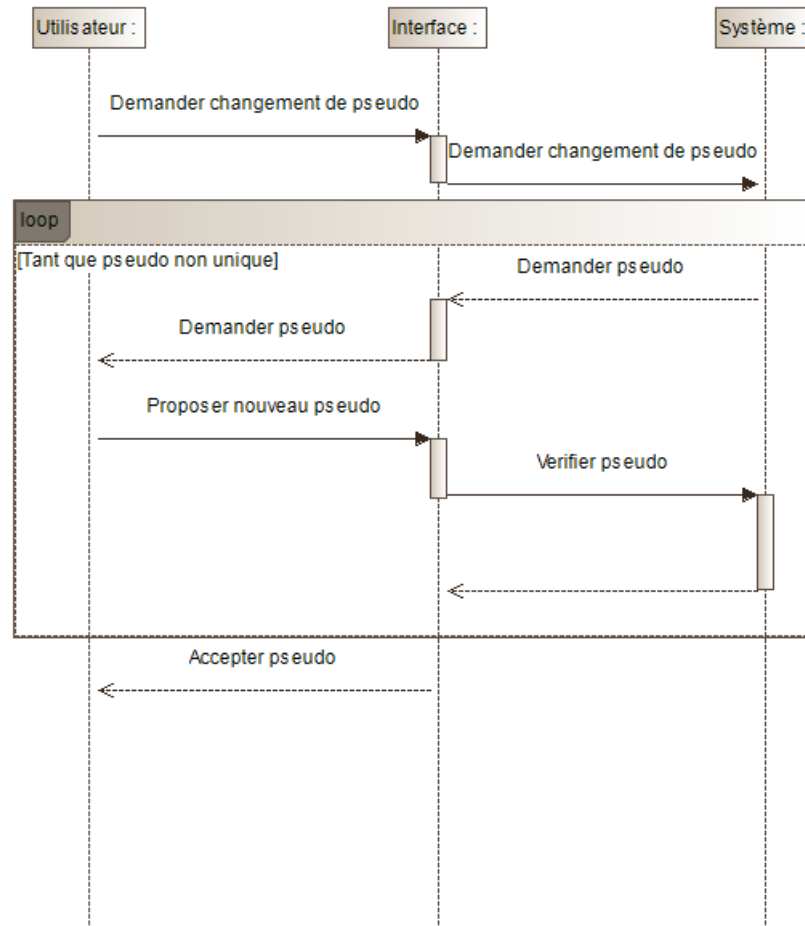 Utilisateur :
Interface :
Système :
Demander changement de pseudo
Demander changement de pseudo
loop
[Tant que pseudo non unique]
Demander pseudo
Demander pseudo
Proposer nouveau pseudo
Verifier pseudo
Accepter pseudo